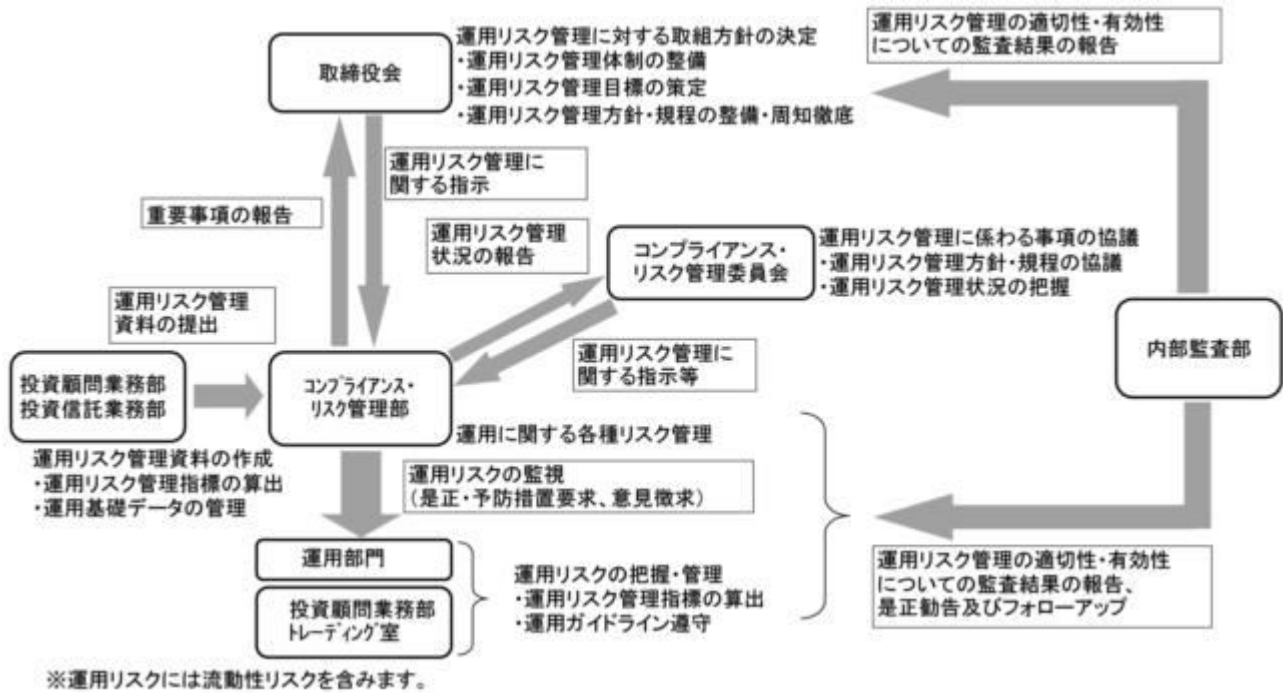 取締役会
運用リスク管理に対する取組方針の決定
・運用リスク管理体制の整備
・運用リスク管理目標の策定
・運用リスク管理方針・規程の整備・周知徹底
運用リスク管理の適切性・有効性
についての監査結果の報告
運用リスク管理に
関する指示
重要事項の報告
運用リスク管理
状況の報告
コンプライアンス・
リスク管理委員会
運用リスク管理に係わる事項の協議
・運用リスク管理方針・規程の協議
・運用リスク管理状況の把握
運用リスク管理
資料の提出
運用リスク管理に
関する指示等
内部監査部
投資顧問業務部
投資信託業務部
コンプライアンス・
リスク管理部
運用に関する各種リスク管理
運用リスク管理資料の作成
・運用リスク管理指標の算出
・運用基礎データの管理
運用リスクの監視
(是正・予防措置要求、意見徴求)
運用部門
投資顧問業務部
トレーディング室
運用リスクの把握・管理
・運用リスク管理指標の算出
・運用ガイドライン遵守
運用リスク管理の適切性・有効性
についての監査結果の報告、
是正勧告及びフォローアップ
※運用リスクには流動性リスクを含みます。